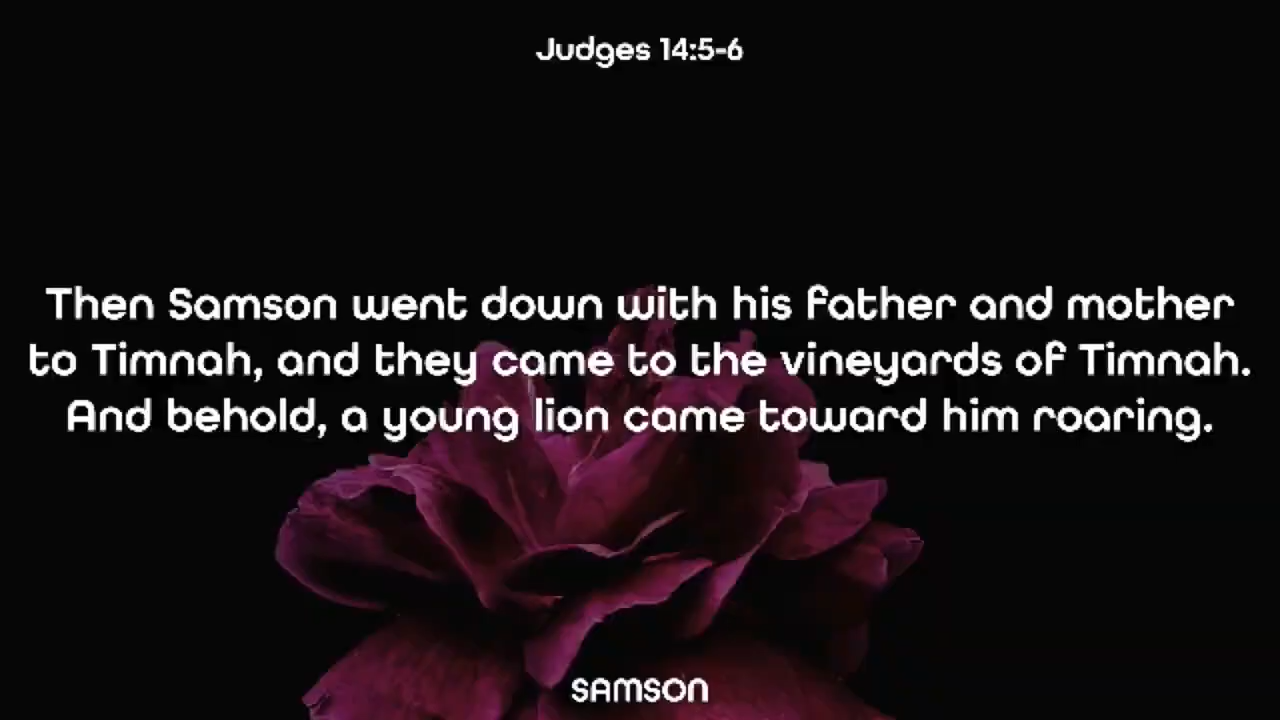 Judges 14:5-6
Then Samson went down with his father and mother
to Timnah, and they came to the vineyards of Timnah.
And behold, a young lion came toward him roaring.
SAMSON